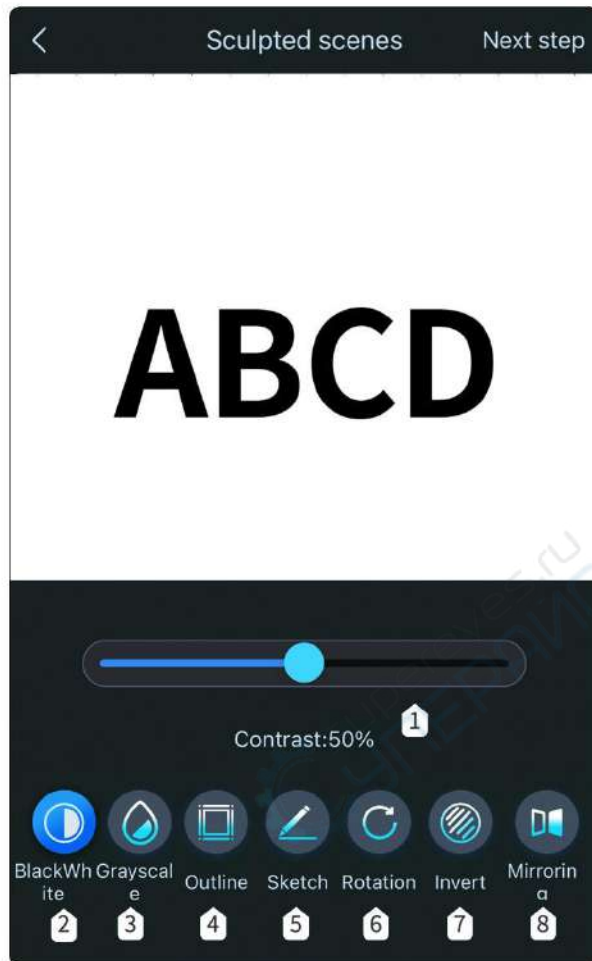 Sculpted scenes Next step
ABCD
1
Contrast:50%
BlackWh Grayscal Outline Sketch Rotation Invert Mirrorin
ite e g
2 3 4 5 6 7 8